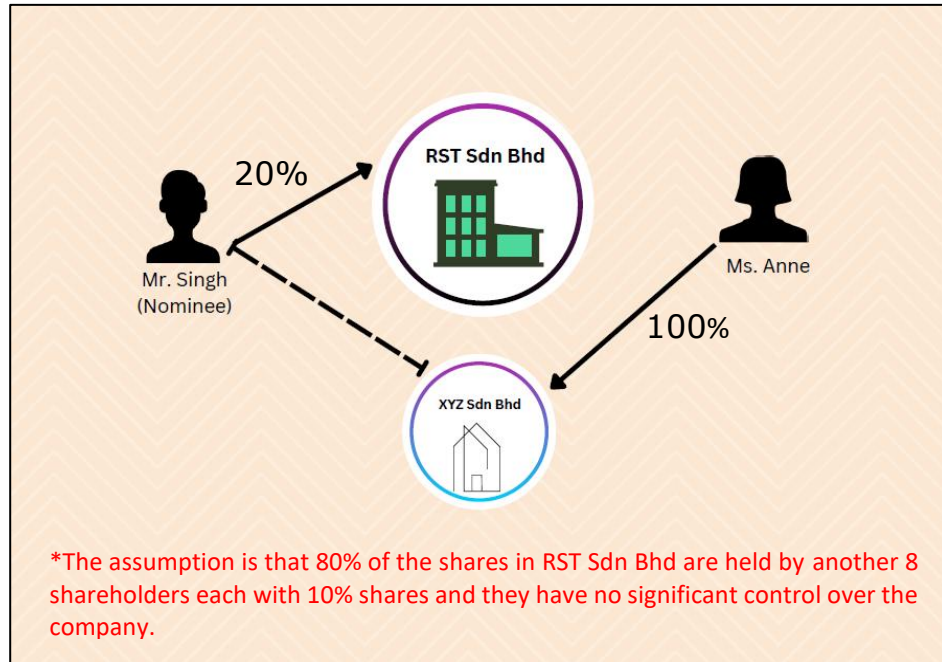 RST Sdn Bhd
20%
Mr. Singh
(Nominee)
Ms. Anne
100%
XYZ Sdn Bhd
*The assumption is that 80% of the shares in RST Sdn Bhd are held by another 8
shareholders each with 10% shares and they have no significant control over the
company.